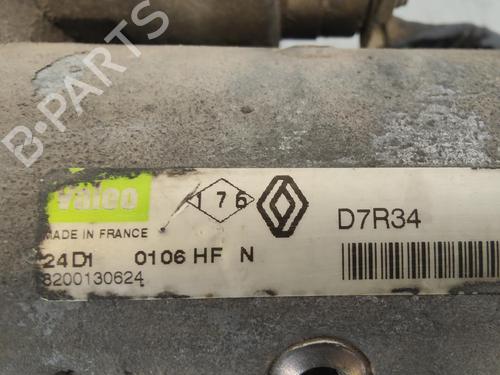 B-PARTS
Valeo
176
D7R34
MADE IN FRANCE
24D1 0106 HF N
8200130624